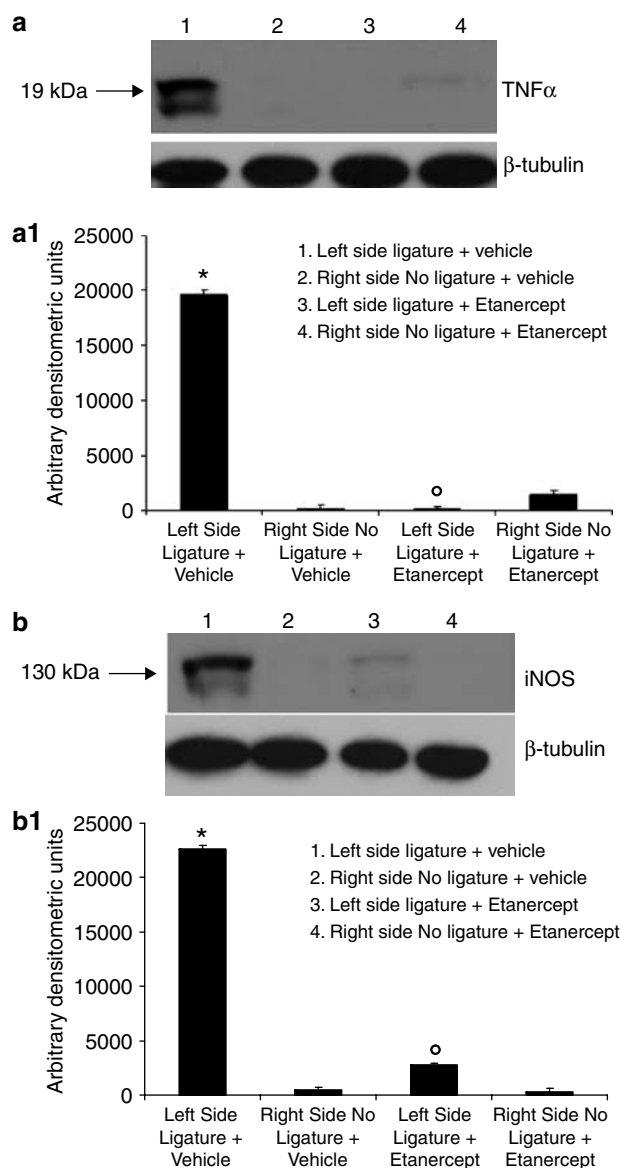 a
1 2 3 4
19 kDa
TNFα
β-tubulin
a1
Arbitrary densitometric units
25000
20000
15000
10000
5000
0
*
1. Left side ligature + vehicle
2. Right side No ligature + vehicle
3. Left side ligature + Etanercept
4. Right side No ligature + Etanercept
Left Side
Ligature +
Vehicle
Right Side No
Ligature +
Vehicle
Left Side
Ligature +
Etanercept
Right Side No
Ligature +
Etanercept
b
1 2 3 4
130 kDa
iNOS
β-tubulin
b1
Arbitrary densitometric units
25000
20000
15000
10000
5000
0
*
1. Left side ligature + vehicle
2. Right side No ligature + vehicle
3. Left side ligature + Etanercept
4. Right side No ligature + Etanercept
Left Side
Ligature +
Vehicle
Right Side No
Ligature +
Vehicle
Left Side
Ligature +
Etanercept
Right Side No
Ligature +
Etanercept